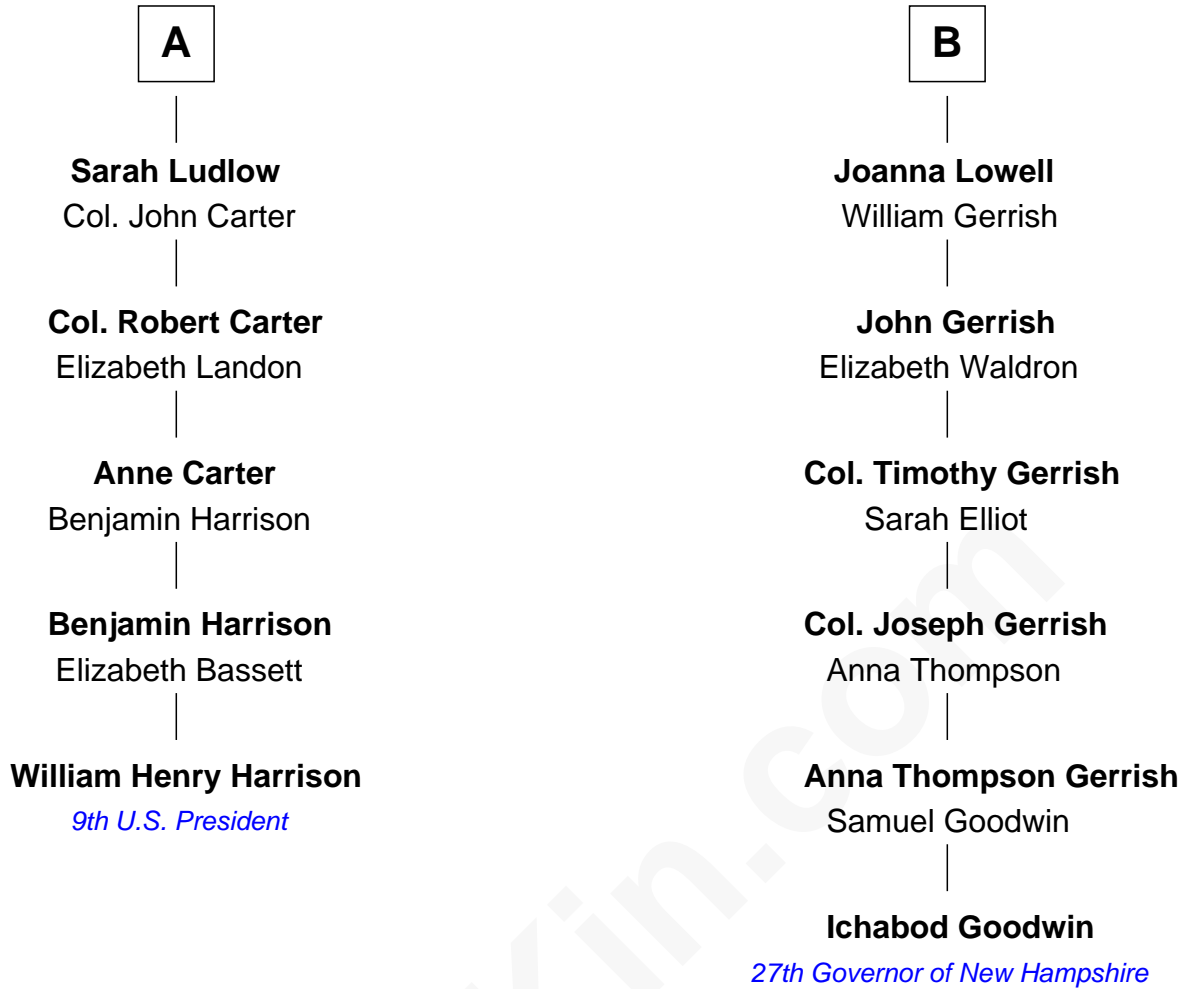 A
Sarah Ludlow
Col. John Carter
Col. Robert Carter
Elizabeth Landon
Anne Carter
Benjamin Harrison
Benjamin Harrison
Elizabeth Bassett
William Henry Harrison
9th U.S. President
B
Joanna Lowell
William Gerrish
John Gerrish
Elizabeth Waldron
Col. Timothy Gerrish
Sarah Elliot
Col. Joseph Gerrish
Anna Thompson
Anna Thompson Gerrish
Samuel Goodwin
Ichabod Goodwin
27th Governor of New Hampshire
Kin.com